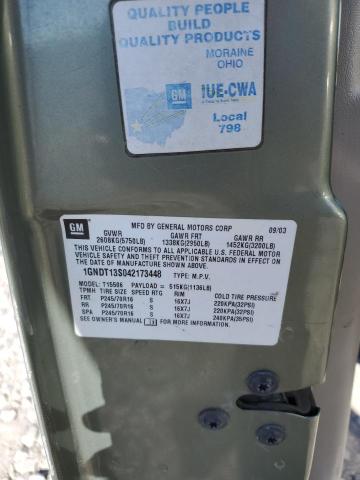 QUALITY PEOPLE
BUILD
QUALITY PRODUCTS
MORAINE
OHIO
GM
IUE-CWA
Local
798
GM
MFD BY GENERAL MOTORS CORP 09/03
GVWR GAWR FRT GAWR RR
2608KG(5750LB) 1338KG(2950LB) 1452KG(3200LB)
THIS VEHICLE CONFORMS TO ALL APPLICABLE U.S. FEDERAL MOTOR
VEHICLE SAFETY AND THEFT PREVENTION STANDARDS IN EFFECT ON
THE DATE OF MANUFACTURE SHOWN ABOVE.
1GNDT13S042173448 TYPE: M.P.V.
MODEL: T15506 PAYLOAD = 515KG(1136LB)
TPMH TIRE SIZE SPEED RTG RIM COLD TIRE PRESSURE
FRT P245/70R16 S 16X7J 220KPA(32PSI)
RR P245/70R16 S 16X7J 220KPA(32PSI)
SPA P245/70R16 S 16X7J 240KPA(35PSI)
SEE OWNER'S MANUAL FOR ADDITIONAL INFORMATION.